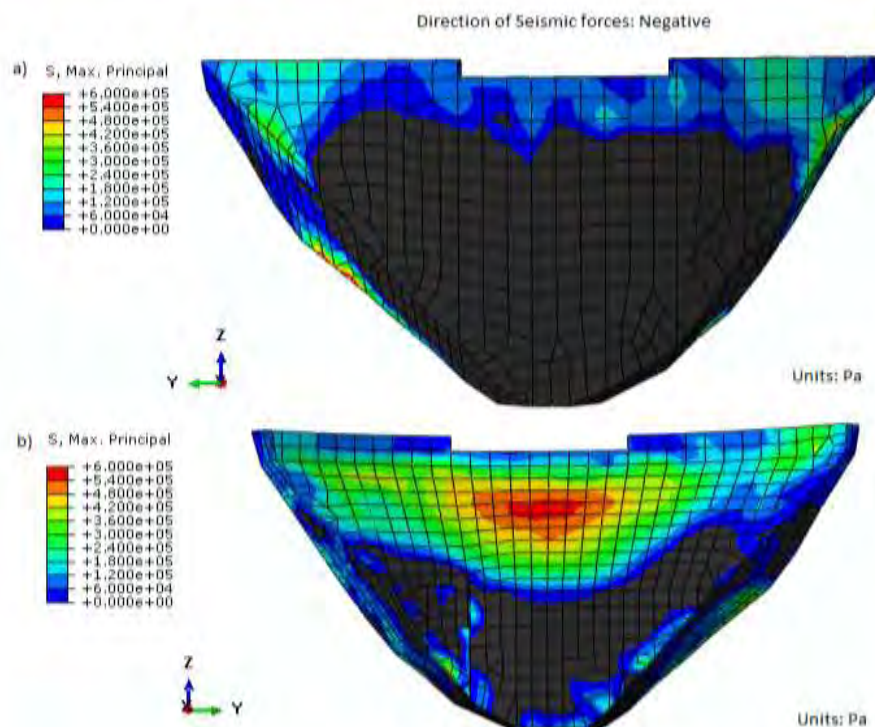 Direction of Seismic forces: Negative
a)
S, Max. Principal
+6.000e+05
+5.400e+05
+4.800e+05
+4.200e+05
+3.600e+05
+3.000e+05
+2.400e+05
+1.800e+05
+1.200e+05
+6.000e+04
+0.000e+00
Z
Y
Units: Pa
b)
S, Max. Principal
+6.000e+05
+5.400e+05
+4.800e+05
+4.200e+05
+3.600e+05
+3.000e+05
+2.400e+05
+1.800e+05
+1.200e+05
+6.000e+04
+0.000e+00
Z
Y
Units: Pa